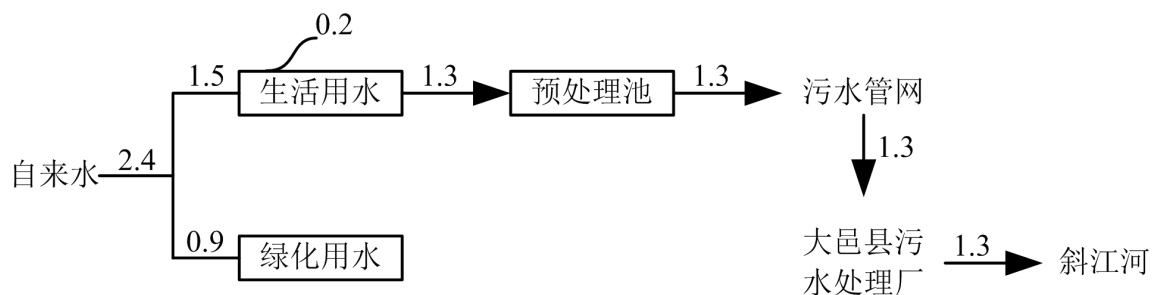 0.2
1.5
生活用水
1.3
预处理池
1.3
污水管网
1.3
自来水
2.4
0.9
绿化用水
大邑县污
水处理厂
1.3
斜江河